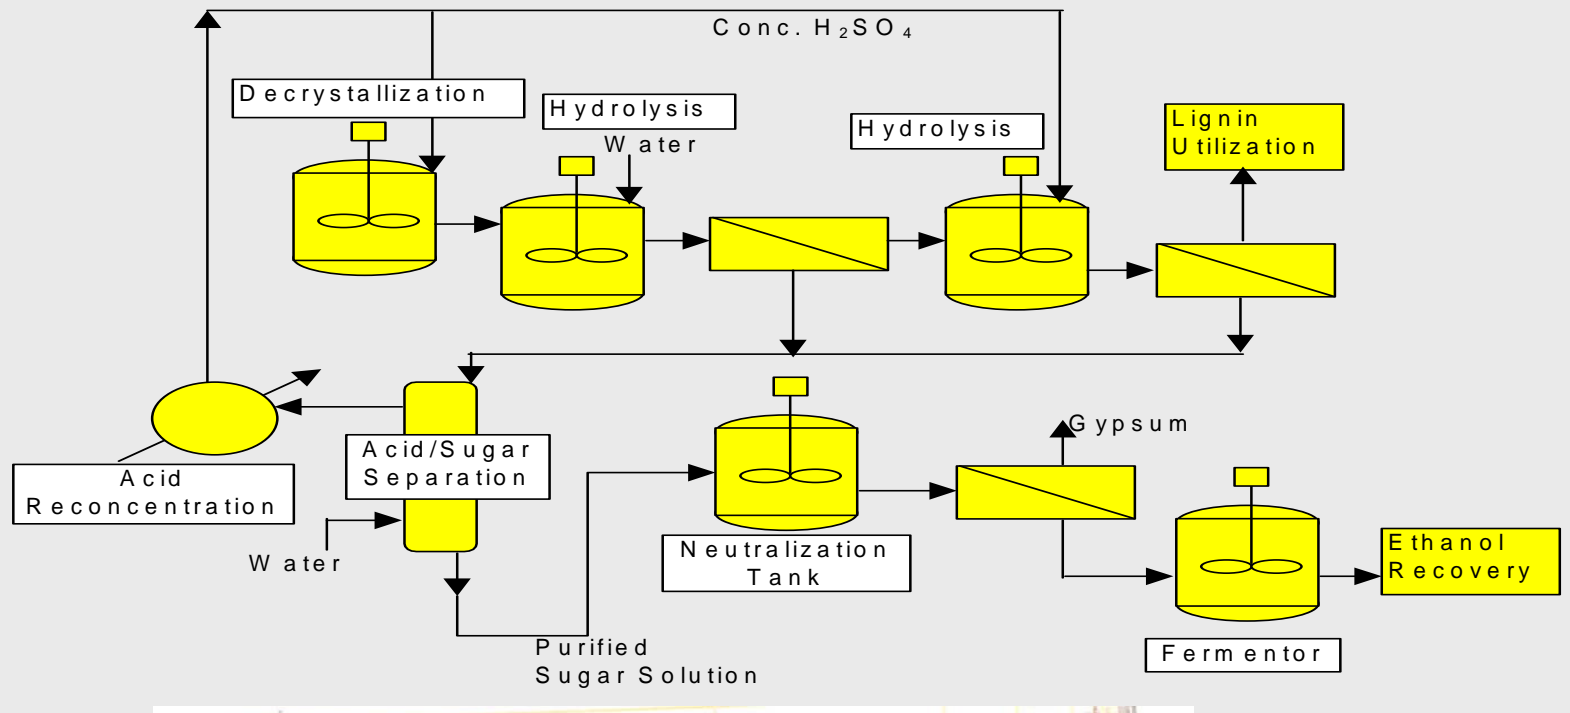 Conc. H₂SO₄
Decrystallization
Hydrolysis
Water
Hydrolysis
Lignin
Utilization
Acid/Sugar
Separation
Acid
Reconcentration
Water
Gypsum
Neutralization
Tank
Ethanol
Recovery
Purified
Sugar Solution
Fermentor